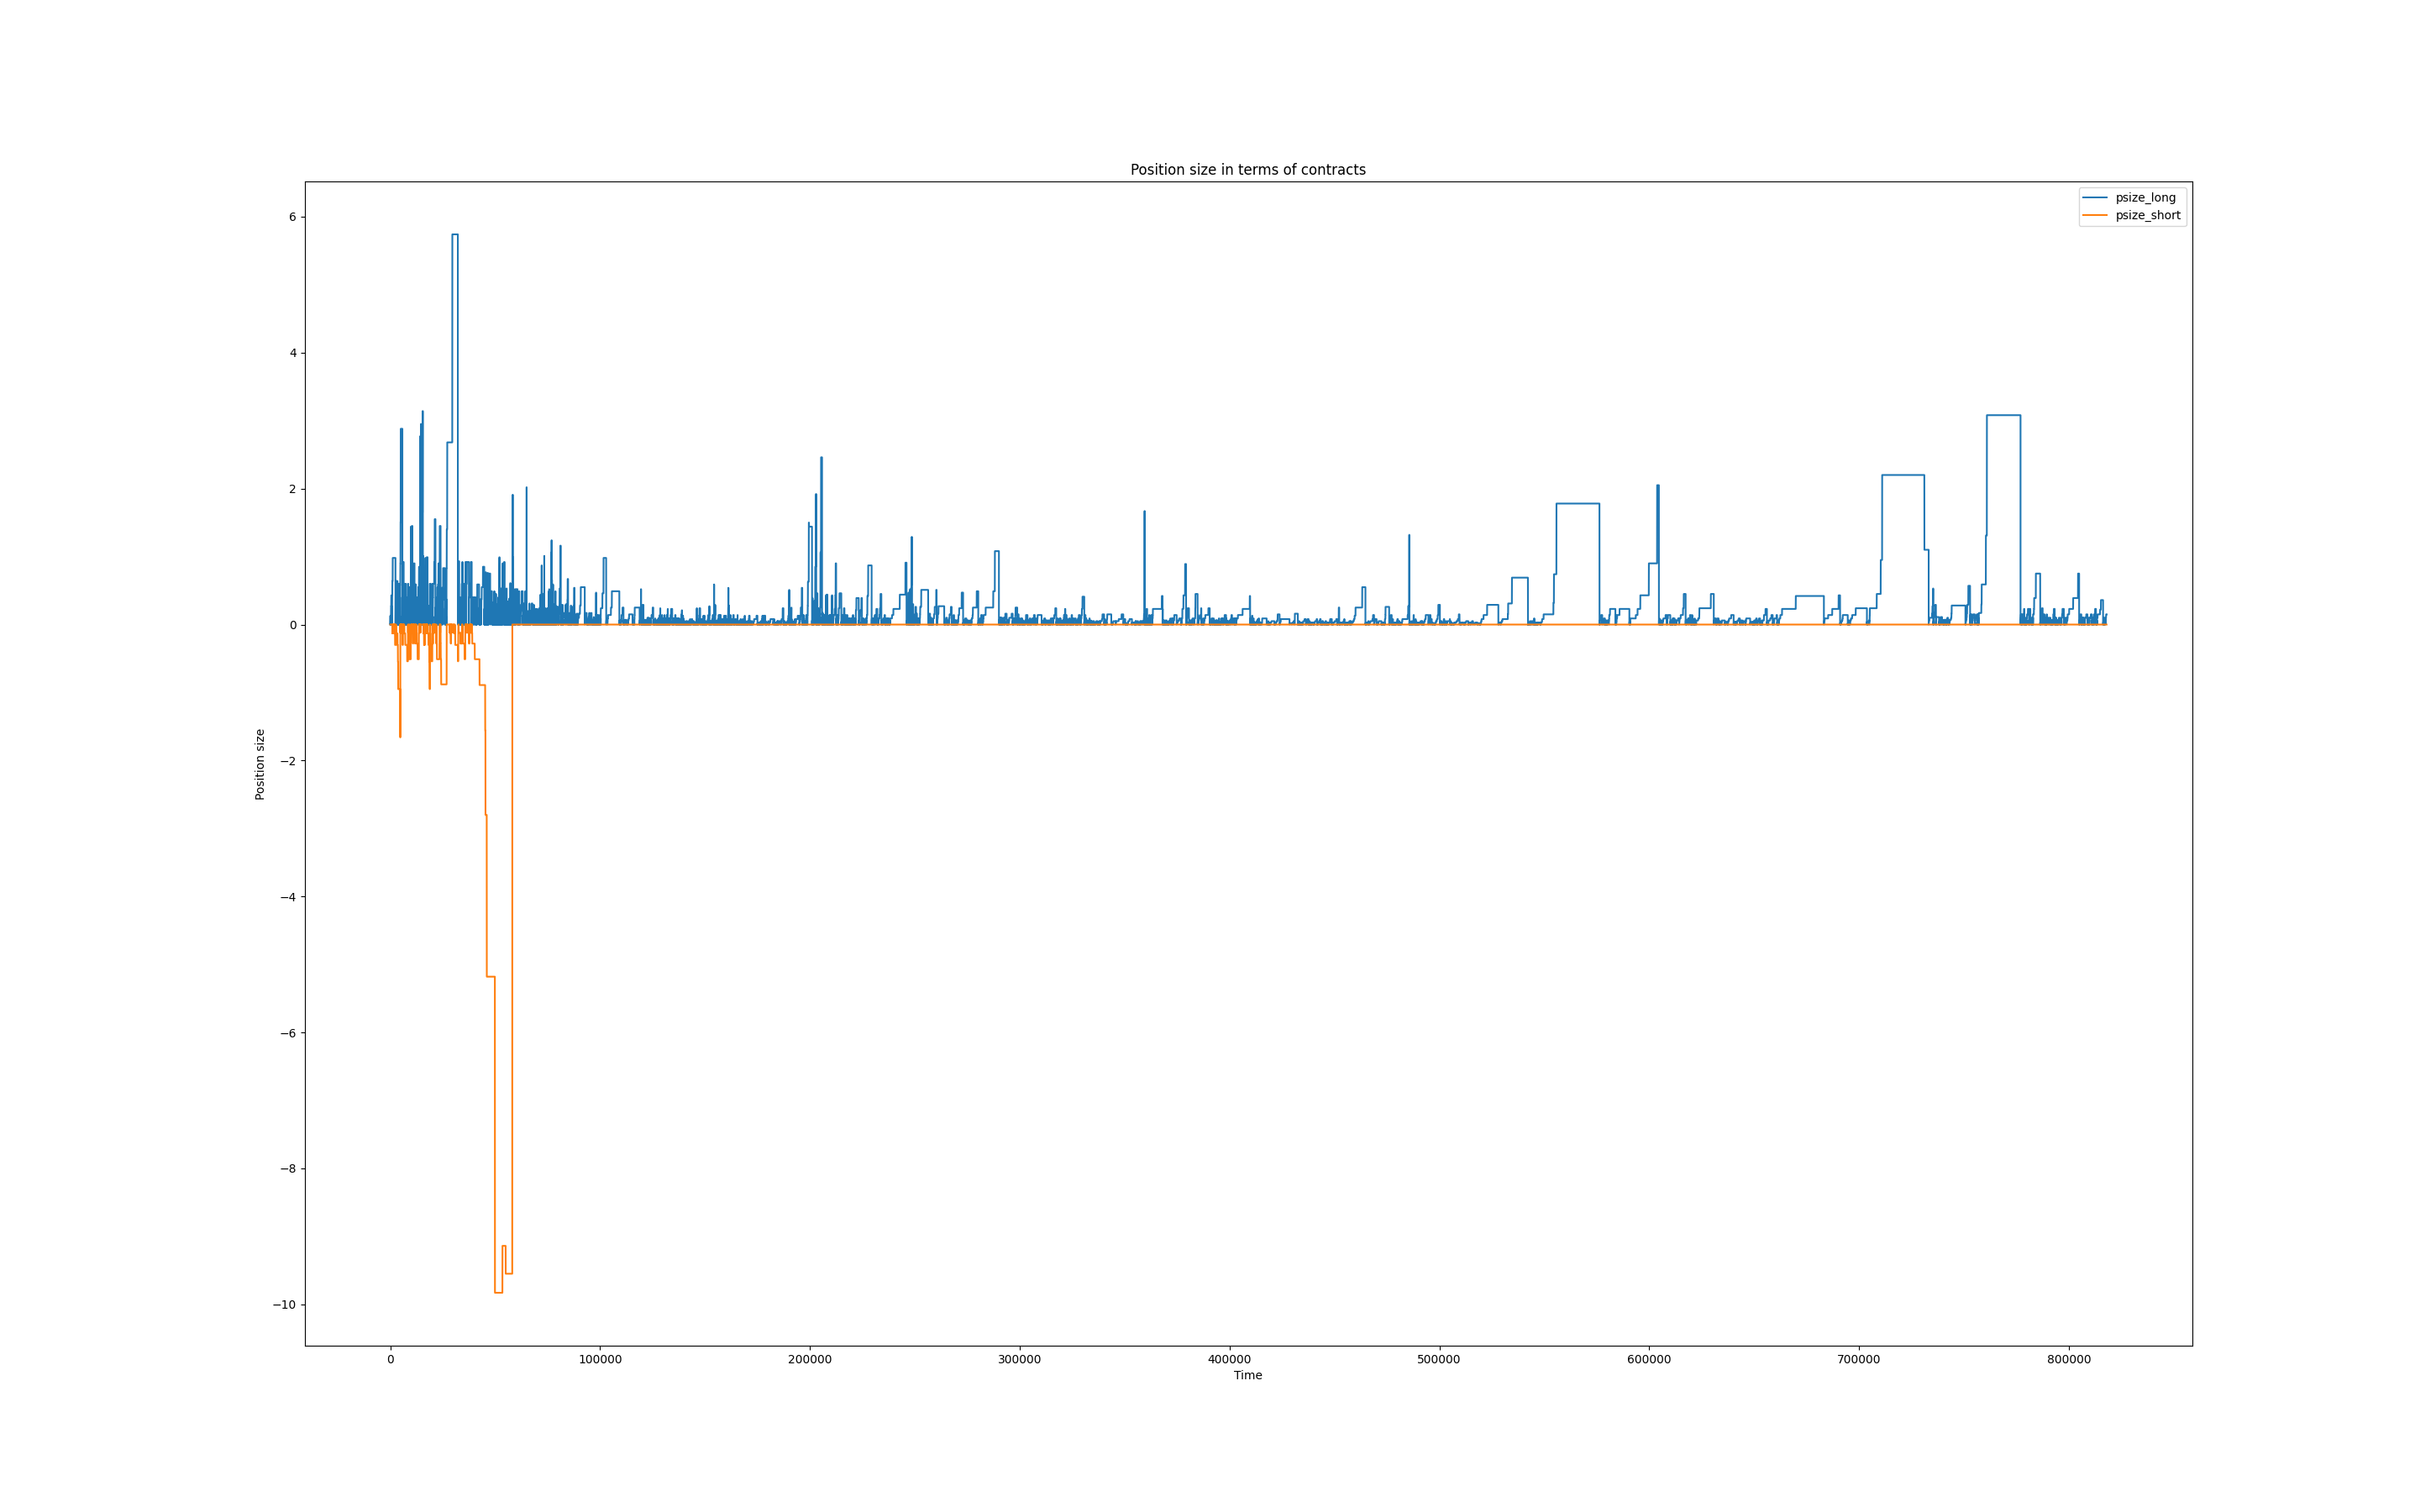 Position size in terms of contracts
psize_long
psize_short
6
4
2
0
−2
−4
−6
−8
−10
Position size
0 100000 200000 300000 400000 500000 600000 700000 800000
Time